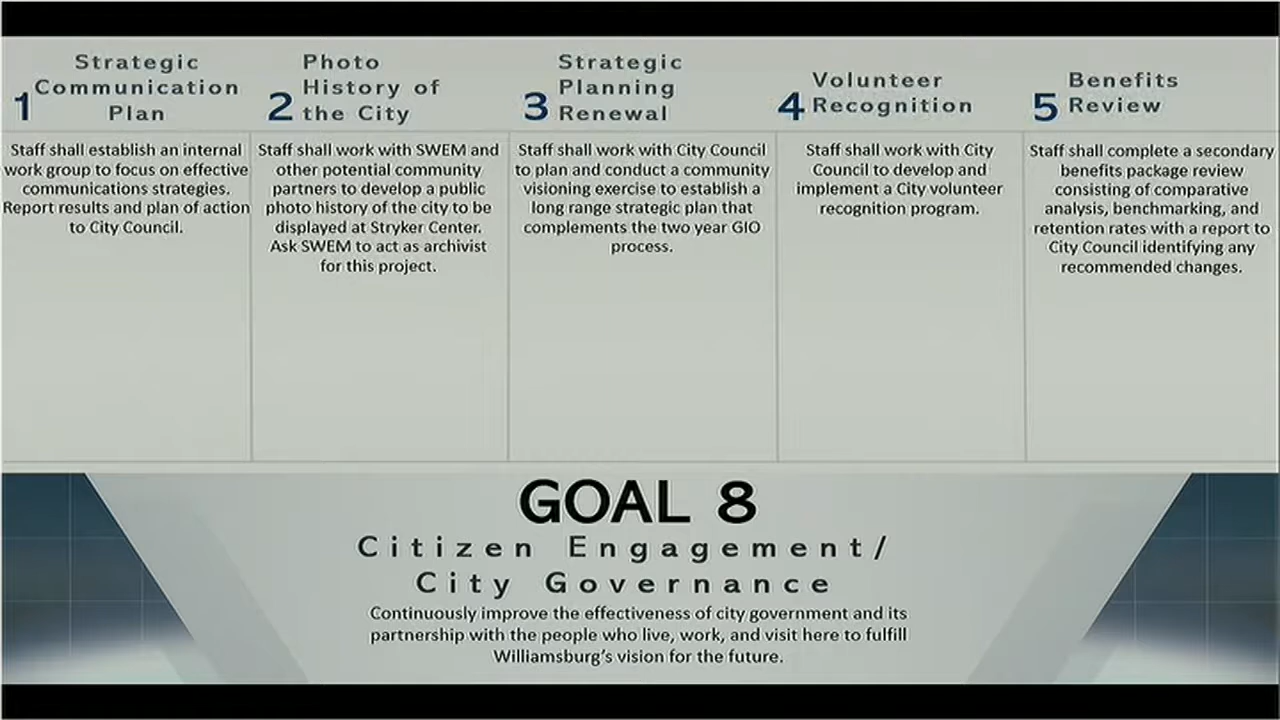 Strategic
Communication
Plan
1
Staff shall establish an internal
work group to focus on effective
communications strategies.
Report results and plan of action
to City Council.
Photo
History of
the City
2
Staff shall work with SWEM and
other potential community
partners to develop a public
photo history of the city to be
displayed at Stryker Center.
Ask SWEM to act as archivist
for this project.
Strategic
Planning
Renewal
3
Staff shall work with City Council
to plan and conduct a community
visioning exercise to establish a
long range strategic plan that
complements the two year GIO
process.
Volunteer
Recognition
4
Staff shall work with City
Council to develop and
implement a City volunteer
recognition program.
Benefits
Review
5
Staff shall complete a secondary
benefits package review
consisting of comparative
analysis, benchmarking, and
retention rates with a report to
City Council identifying any
recommended changes.
GOAL 8
Citizen Engagement/
City Governance
Continuously improve the effectiveness of city government and its
partnership with the people who live, work, and visit here to fulfill
Williamsburg's vision for the future.